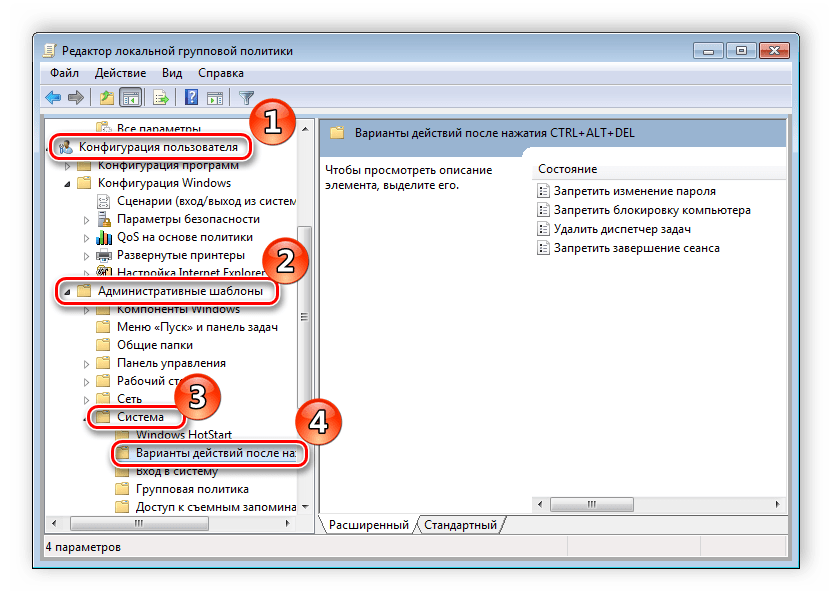 Редактор локальной групповой политики
Файл Действие Вид Справка
Все параметры
1
Конфигурация пользователя
Конфигурация программ
Конфигурация Windows
Сценарии (вход/выход из систем
Параметры безопасности
QoS на основе политики
Развернутые принтеры
2
Настройка Internet Explorer
Административные шаблоны
Компоненты Windows
Меню «Пуск» и панель задач
Общие папки
Панель управления
Рабочий сто
3
Сеть
Система
4
Windows HotStart
Варианты действий после наж
Вход в систему
Групповая политика
Доступ к съемным запомина
Варианты действий после нажатия CTRL+ALT+DEL
Чтобы просмотреть описание
элемента, выделите его.
Состояние
Запретить изменение пароля
Запретить блокировку компьютера
Удалить диспетчер задач
Запретить завершение сеанса
Расширенный Стандартный
4 параметров